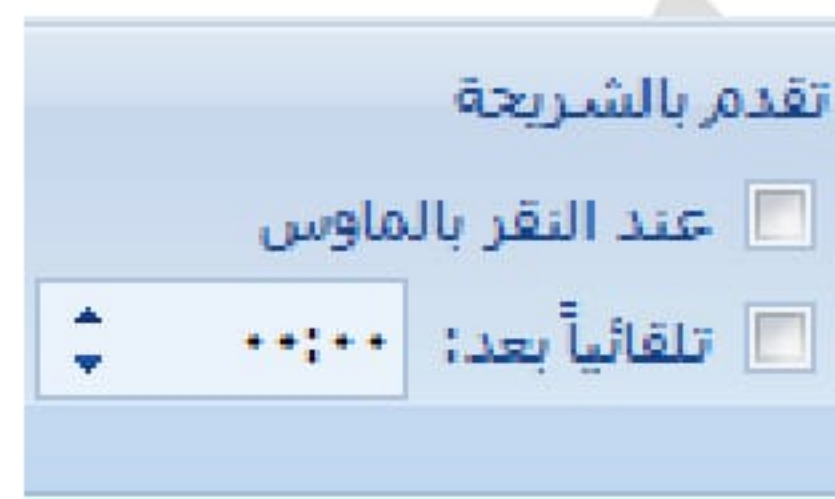 تقدم بالشريحة
عند النقر بالماوس
تلقائياً بعد: ٠٠:٠٠